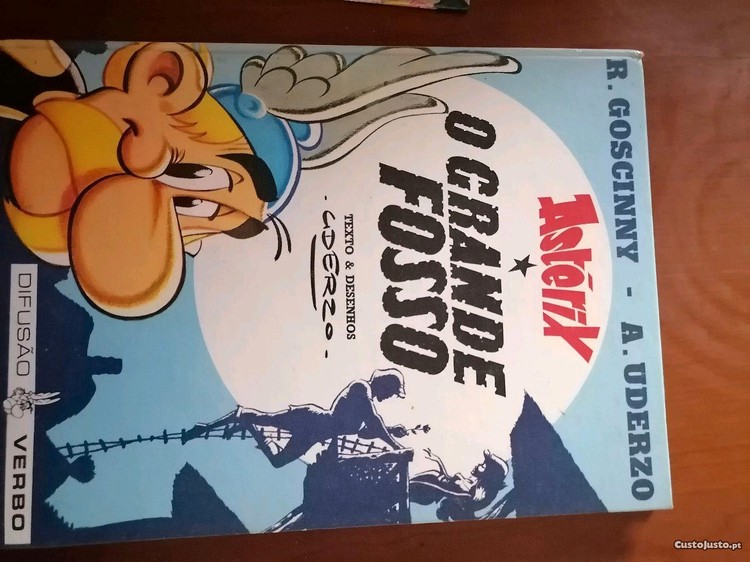 R. GOSCINNY - A. UDERZO
Astérix
O GRANDE
FOSSO
TEXTO & DESENHOS
- UDERZO -
DIFUSÃO VERBO
CustoJusto.pt